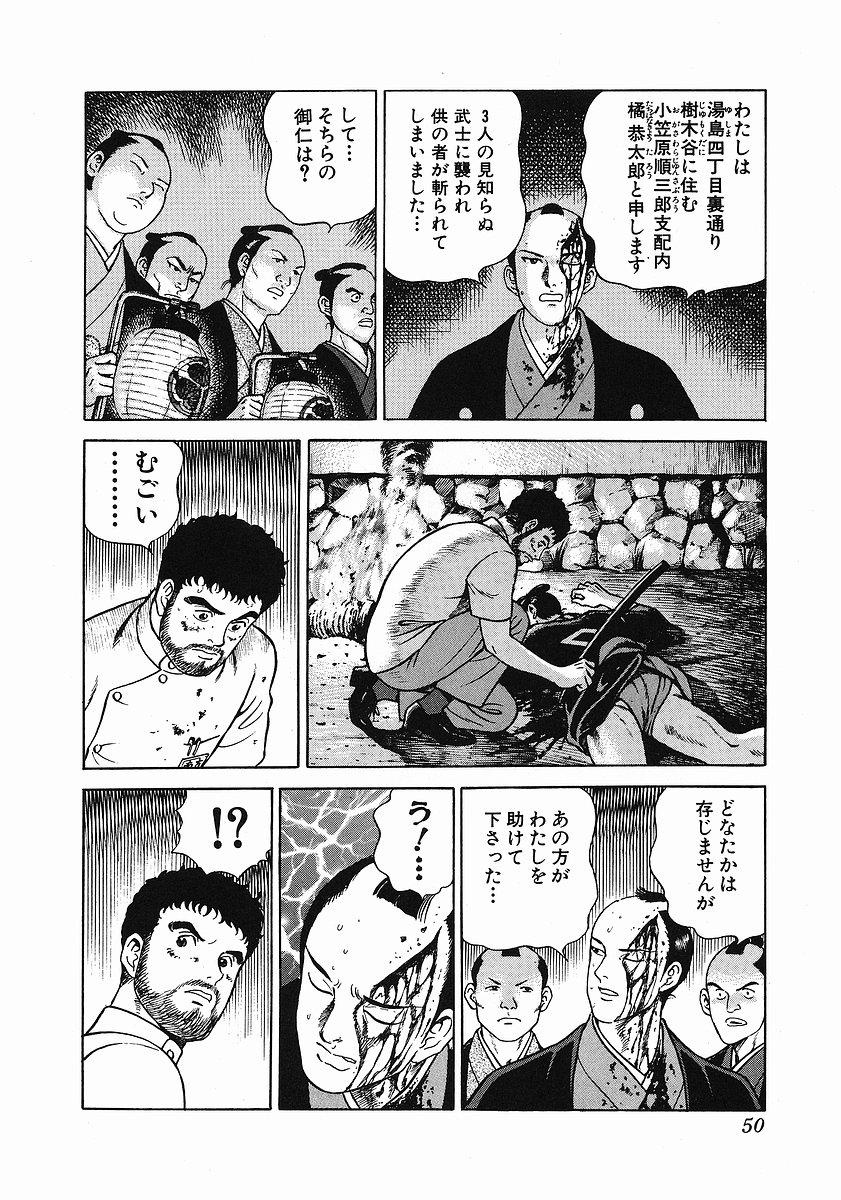 わたしは
湯島四丁目裏通り
樹木谷に住む
小笠原順三郎支配内
橘恭太郎と申します
3人の見知らぬ
武士に襲われ
供の者が斬られて
しまいました…
して…
そちらの
御仁は？
むごい
………
どなたかは
存じませんが
あの方が
わたしを
助けて
下さった…
う！…
!?
50